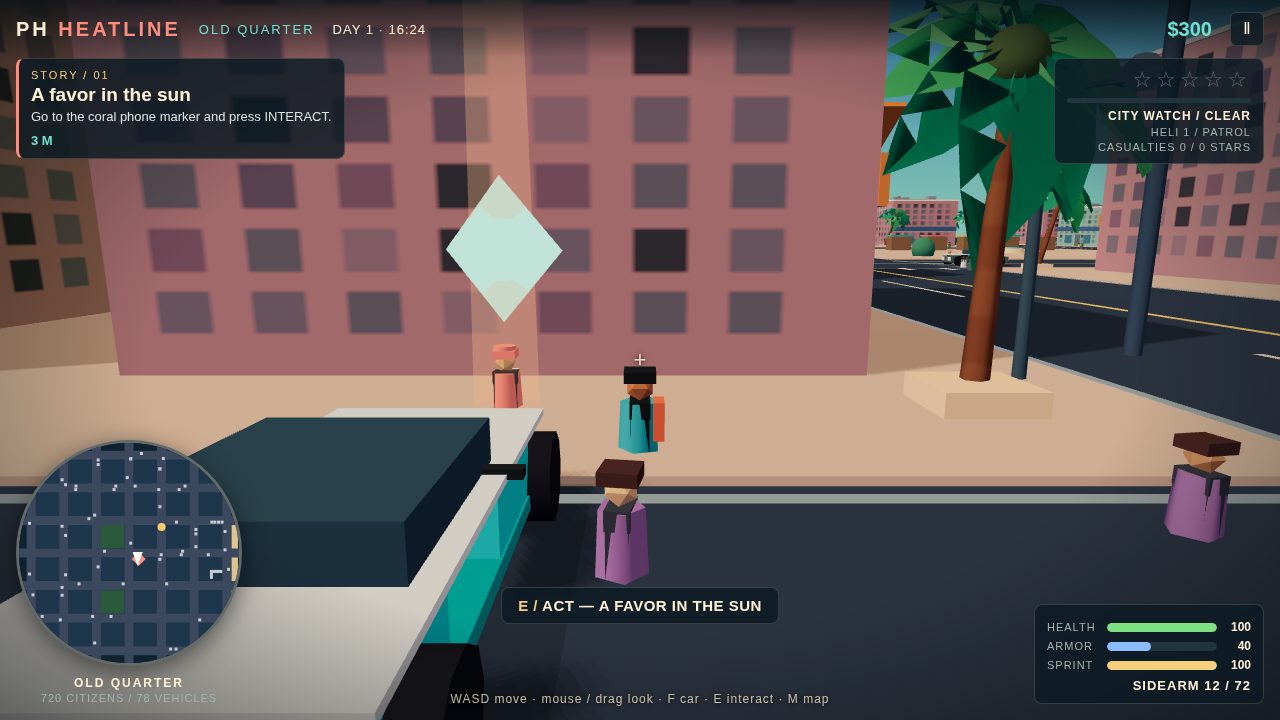 PH HEATLINE OLD QUARTER DAY 1 · 16:24
$300
STORY / 01
A favor in the sun
Go to the coral phone marker and press INTERACT.
3 M
☆☆☆☆☆
CITY WATCH / CLEAR
HELI 1 / PATROL
CASUALTIES 0 / 0 STARS
E / ACT — A FAVOR IN THE SUN
HEALTH 100
ARMOR 40
SPRINT 100
SIDEARM 12 / 72
OLD QUARTER
720 CITIZENS / 78 VEHICLES
WASD move · mouse / drag look · F car · E interact · M map